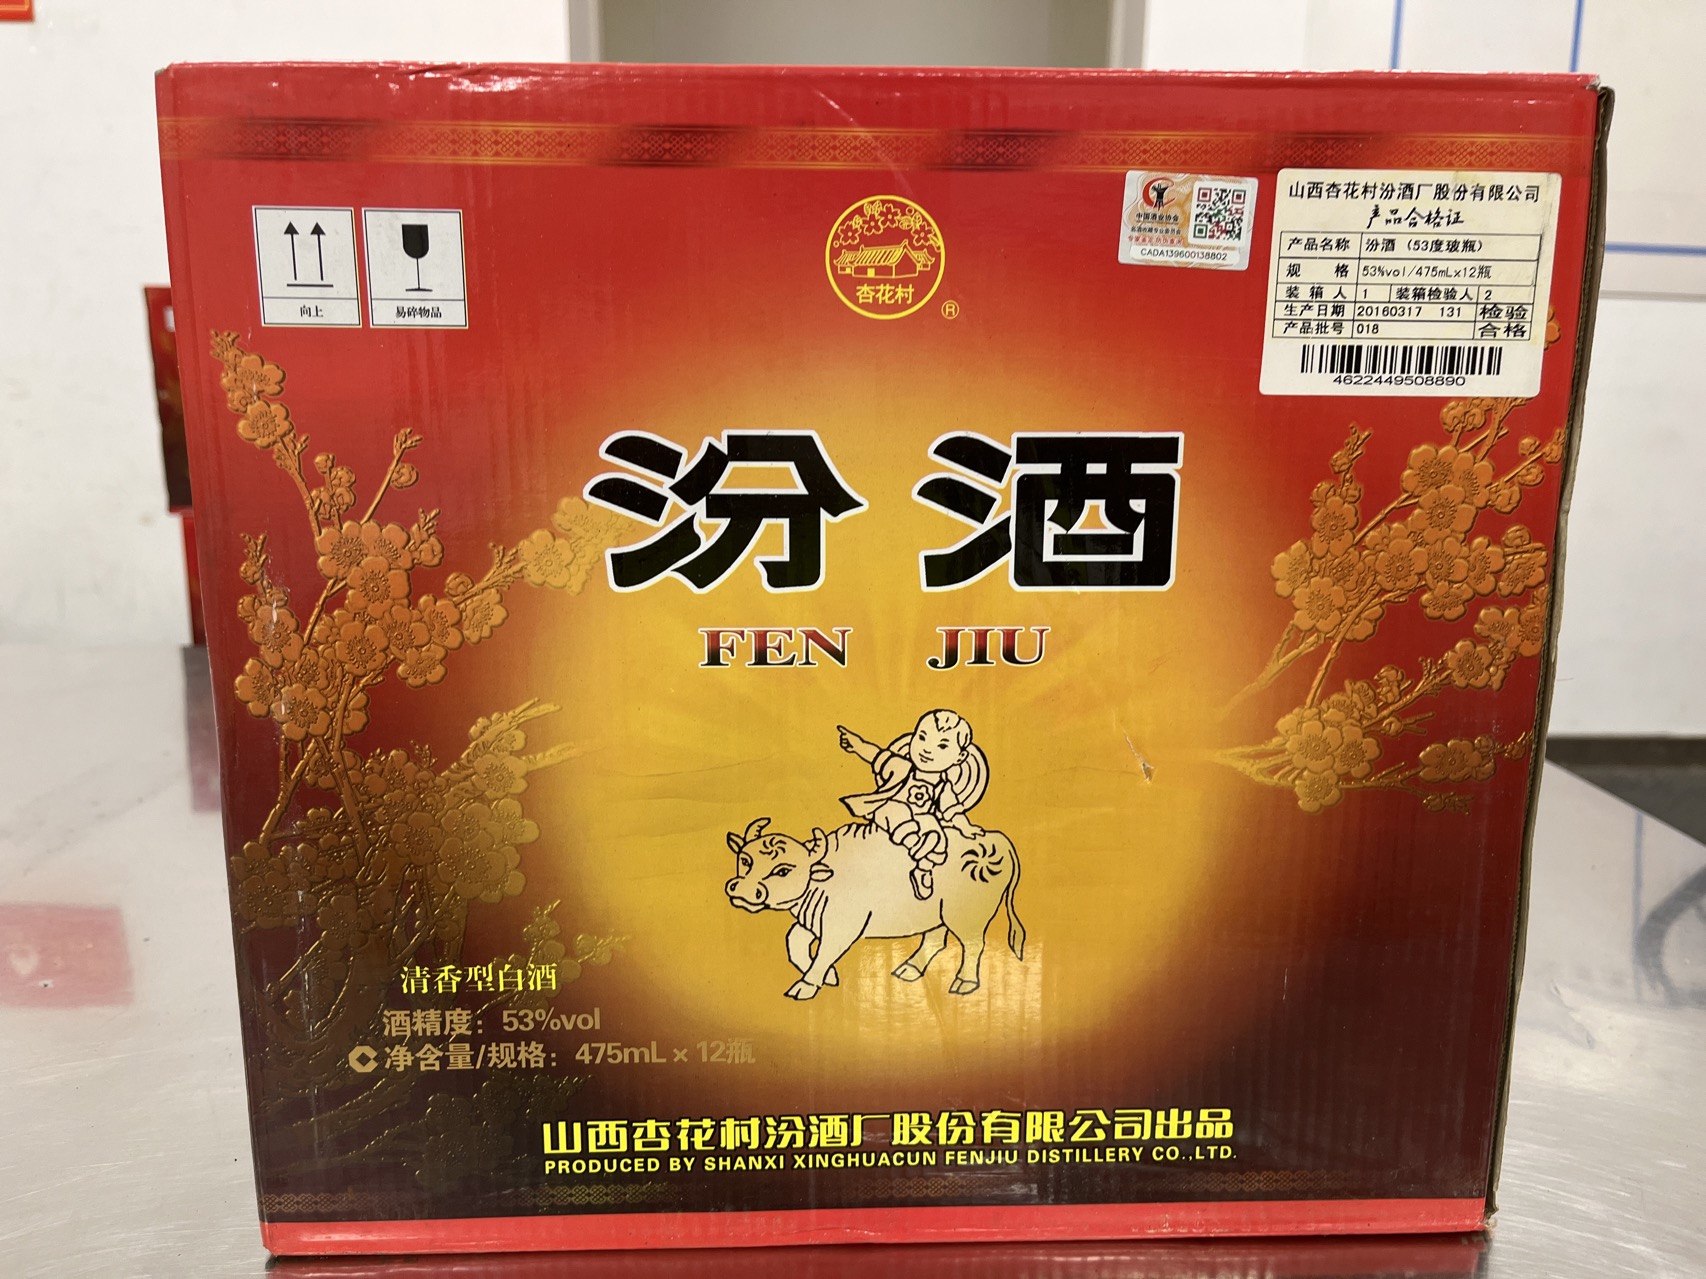 向上
易碎物品
杏花村
®
中国酒业协会
CADA139600138802
山西杏花村汾酒厂股份有限公司
产品合格证
产品名称 汾酒（53度玻瓶）
规 格 53%vol/475mL×12瓶
装箱人 1 装箱检验人 2
生产日期 20160317 131 检验
产品批号 018 合格
4622449508890
汾酒
FEN JIU
清香型白酒
酒精度：53%vol
净含量/规格：475mL×12瓶
山西杏花村汾酒厂股份有限公司出品
PRODUCED BY SHANXI XINGHUACUN FENJIU DISTILLERY CO.,LTD.